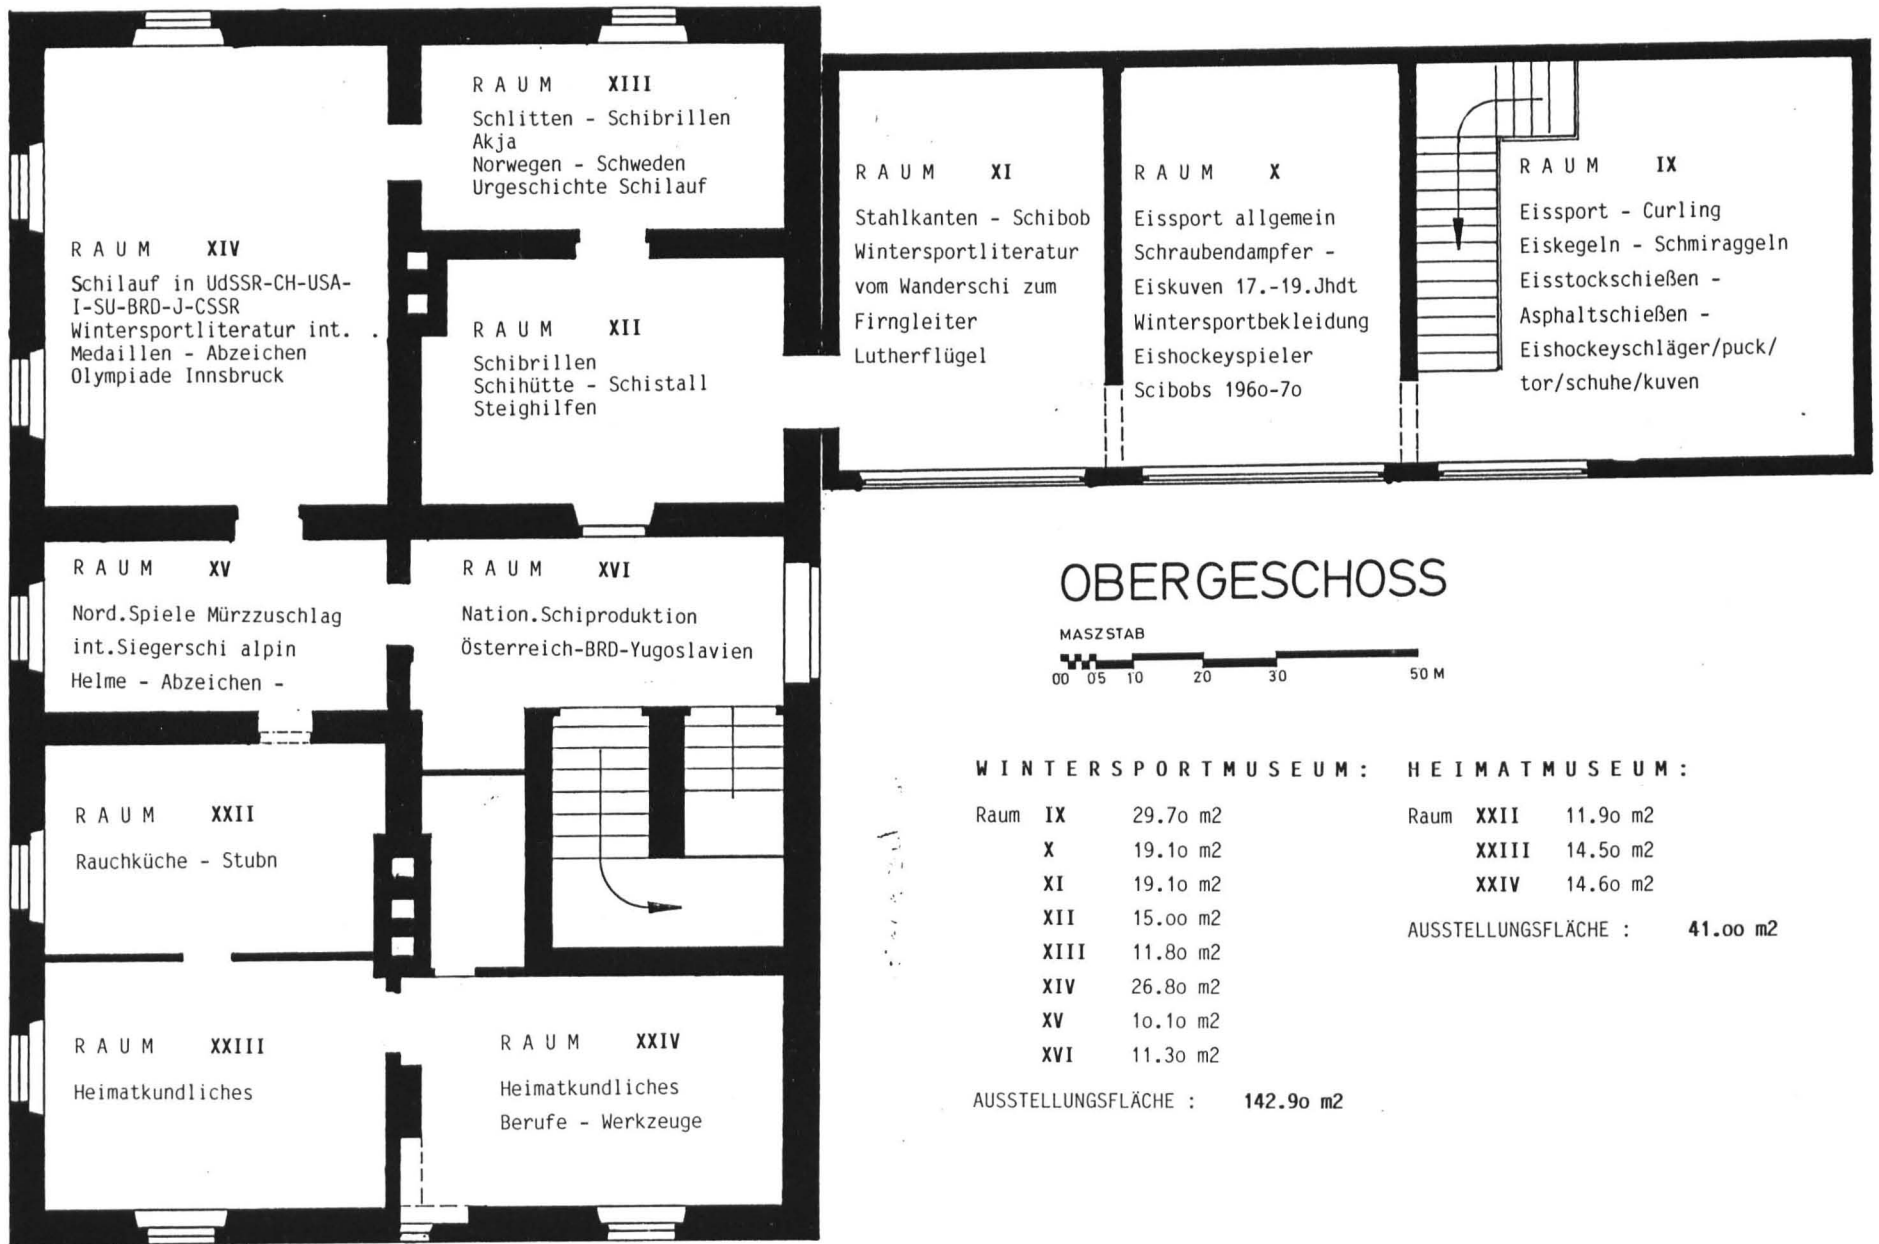 RAUM XIII
Schlitten - Schibrillen
Akja
Norwegen - Schweden
Urgeschichte Schilauf
RAUM XIV
Schilauf in UdSSR-CH-USA-
I-SU-BRD-J-CSSR
Wintersportliteratur int.
Medaillen - Abzeichen
Olympiade Innsbruck
RAUM XII
Schibrillen
Schihütte - Schistall
Steighilfen
RAUM XI
Stahlkanten - Schibob
Wintersportliteratur
vom Wanderschi zum
Firngleiter
Lutherflügel
RAUM X
Eissport allgemein
Schraubendampfer -
Eiskuven 17.-19.Jhdt
Wintersportbekleidung
Eishockeyspieler
Scibobs 196o-7o
RAUM IX
Eissport - Curling
Eiskegeln - Schmiraggeln
Eisstockschießen -
Asphaltschießen -
Eishockeyschläger/puck/
tor/schuhe/kuven
RAUM XV
Nord.Spiele Mürzzuschlag
int.Siegerschi alpin
Helme - Abzeichen -
RAUM XVI
Nation.Schiproduktion
Österreich-BRD-Yugoslavien
RAUM XXII
Rauchküche - Stubn
RAUM XXIII
Heimatkundliches
RAUM XXIV
Heimatkundliches
Berufe - Werkzeuge
OBERGESCHOSS
MASZSTAB
00 05 10 20 30 50 M
WINTERSPORTMUSEUM:
Raum IX 29.7o m2
X 19.1o m2
XI 19.1o m2
XII 15.oo m2
XIII 11.8o m2
XIV 26.8o m2
XV 1o.1o m2
XVI 11.3o m2
AUSSTELLUNGSFLÄCHE : 142.9o m2
HEIMATMUSEUM:
Raum XXII 11.9o m2
XXIII 14.5o m2
XXIV 14.6o m2
AUSSTELLUNGSFLÄCHE : 41.oo m2